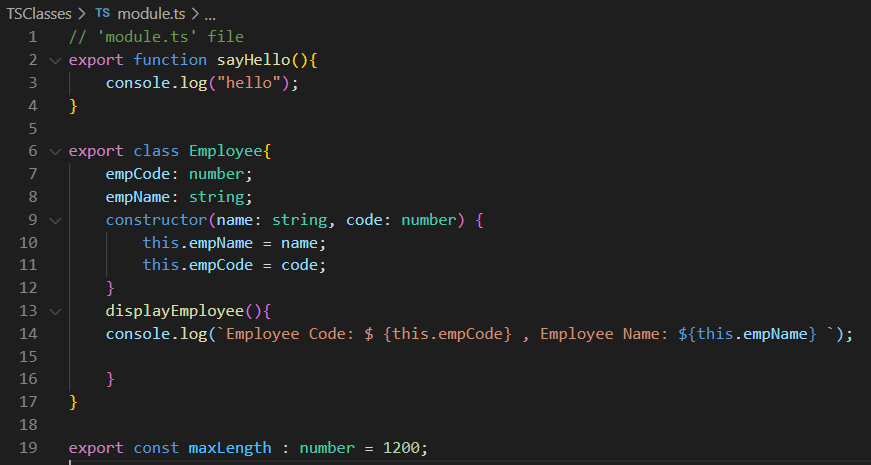 TSClasses > TS module.ts > ...
1 // 'module.ts' file
2 export function sayHello(){
3     console.log("hello");
4 }
5
6 export class Employee{
7     empCode: number;
8     empName: string;
9     constructor(name: string, code: number) {
10         this.empName = name;
11         this.empCode = code;
12     }
13     displayEmployee(){
14     console.log(`Employee Code: $ {this.empCode} , Employee Name: ${this.empName} `);
15
16     }
17 }
18
19 export const maxLength : number = 1200;